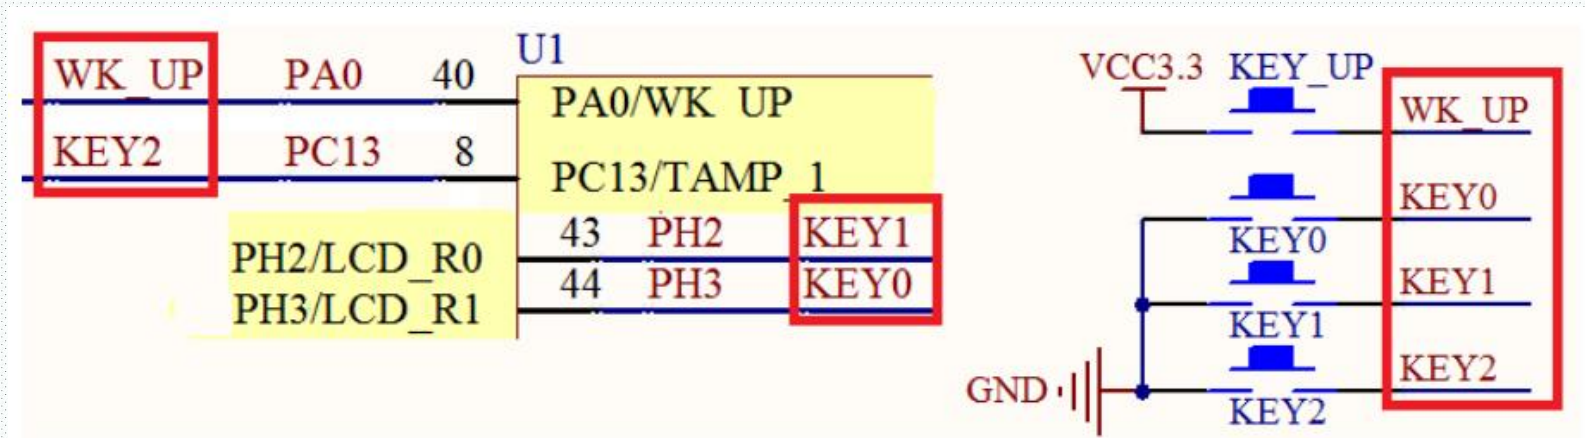 U1
WK_UP PA0 40 PA0/WK_UP
KEY2 PC13 8 PC13/TAMP_1
PH2/LCD_R0 43 PH2 KEY1
PH3/LCD_R1 44 PH3 KEY0
VCC3.3 KEY_UP WK_UP
KEY0
KEY0
KEY1
KEY1
KEY2
GND
KEY2